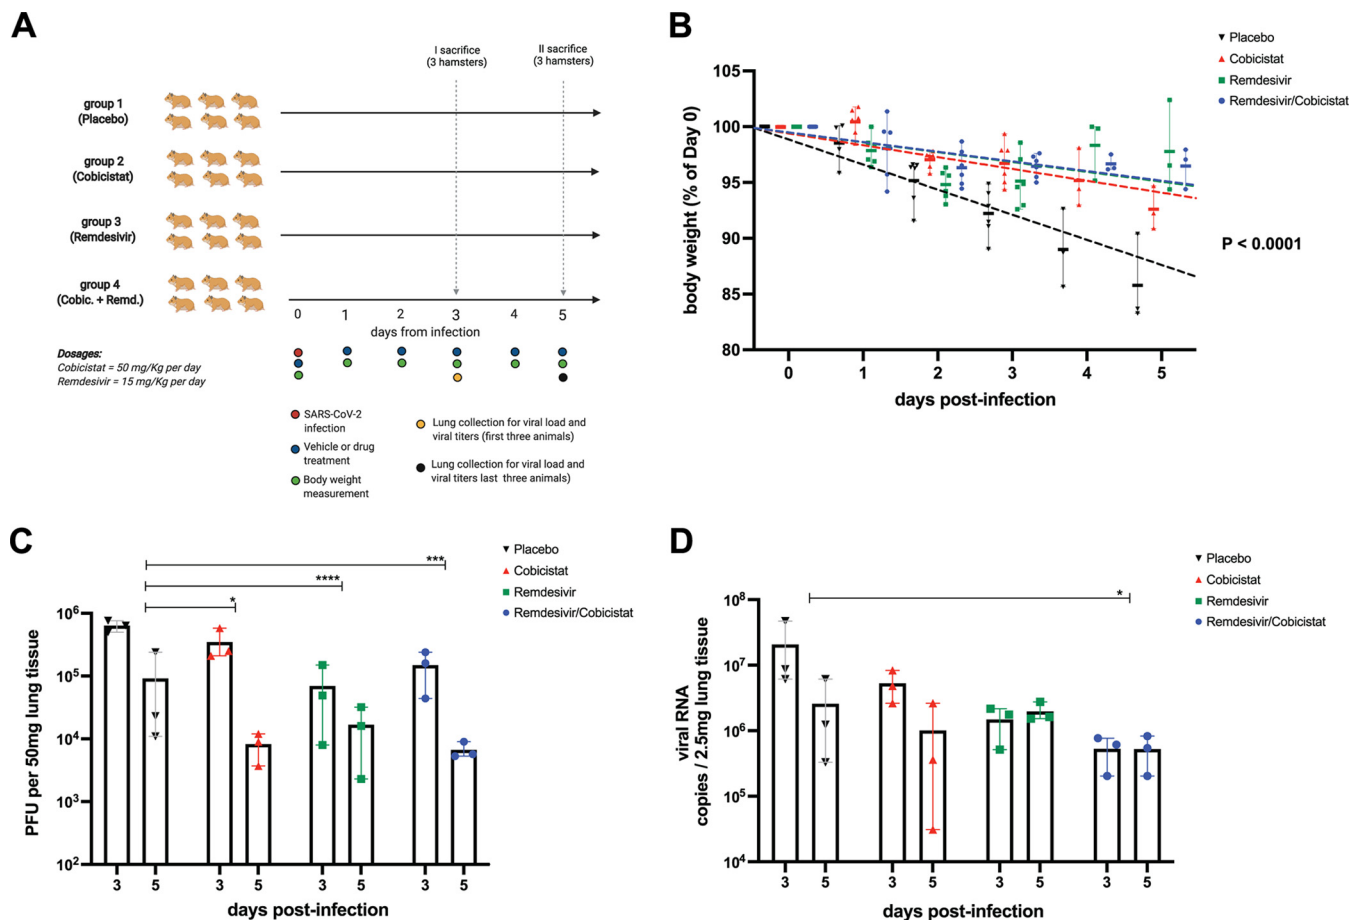 A
I sacrifice
(3 hamsters)
II sacrifice
(3 hamsters)
group 1
(Placebo)
group 2
(Cobicistat)
group 3
(Remdesivir)
group 4
(Cobic. + Remd.)
0 1 2 3 4 5
days from infection
Dosages:
Cobicistat = 50 mg/Kg per day
Remdesivir = 15 mg/Kg per day
SARS-CoV-2
infection
Vehicle or drug
treatment
Body weight
measurement
Lung collection for viral load and
viral titers (first three animals)
Lung collection for viral load and
viral titers last three animals)
B
Placebo
Cobicistat
Remdesivir
Remdesivir/Cobicistat
105
100
95
90
85
80
body weight (% of Day 0)
P < 0.0001
0 1 2 3 4 5
days post-infection
C
Placebo
Cobicistat
Remdesivir
Remdesivir/Cobicistat
***
****
*
10⁶
10⁵
10⁴
10³
10²
PFU per 50mg lung tissue
3 5 3 5 3 5 3 5
days post-infection
D
Placebo
Cobicistat
Remdesivir
Remdesivir/Cobicistat
*
10⁸
10⁷
10⁶
10⁵
10⁴
viral RNA
copies / 2.5mg lung tissue
3 5 3 5 3 5 3 5
days post-infection